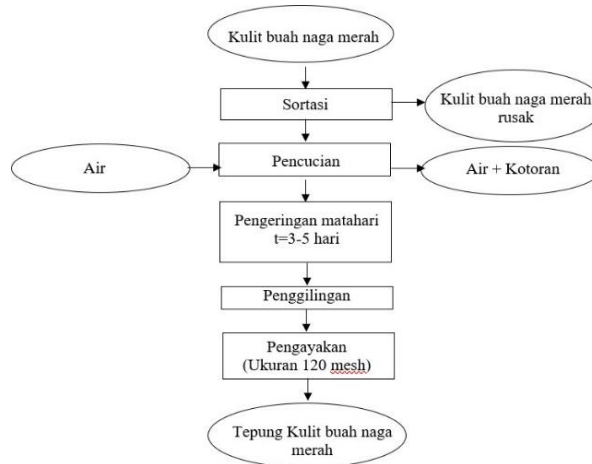 Kulit buah naga merah
Sortasi
Kulit buah naga merah
rusak
Air
Pencucian
Air + Kotoran
Pengeringan matahari
t=3-5 hari
Penggilingan
Pengayakan
(Ukuran 120 mesh)
Tepung Kulit buah naga
merah